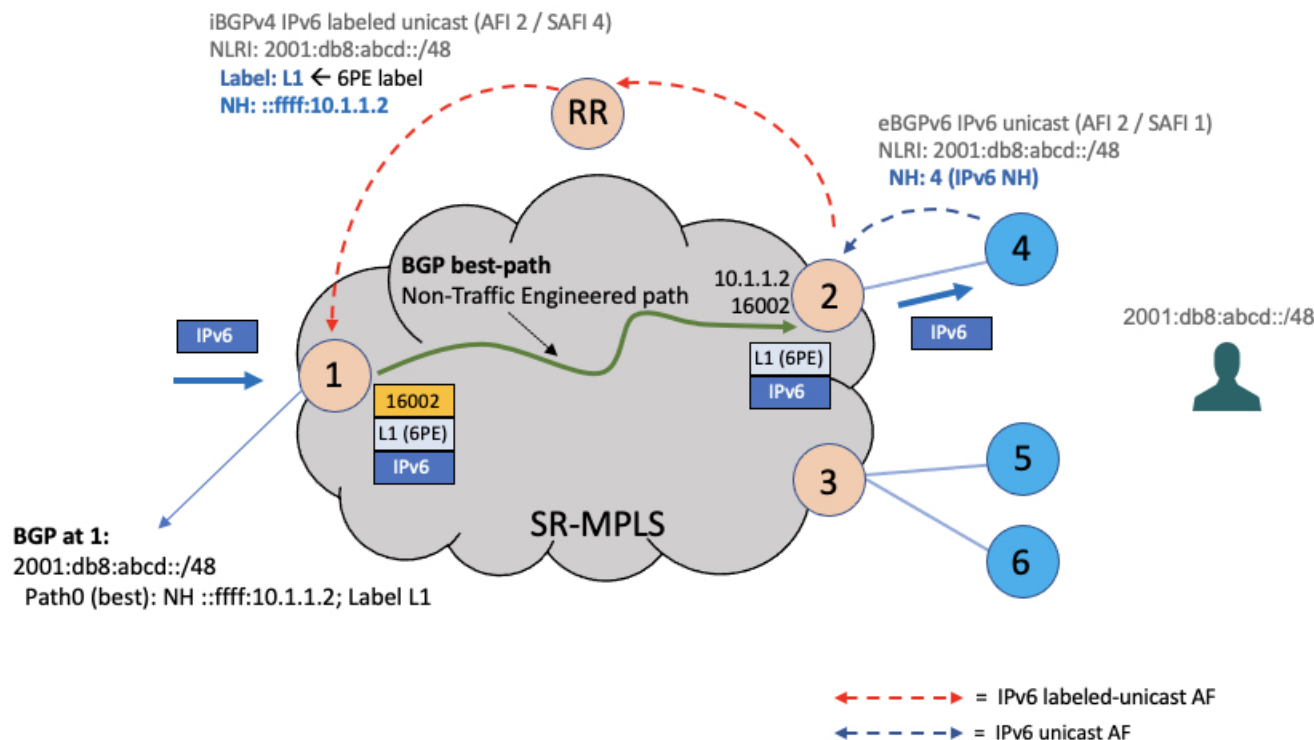 iBGPv4 IPv6 labeled unicast (AFI 2 / SAFI 4)
NLRI: 2001:db8:abcd::/48
Label: L1 ← 6PE label
NH: ::ffff:10.1.1.2
RR
eBGPv6 IPv6 unicast (AFI 2 / SAFI 1)
NLRI: 2001:db8:abcd::/48
NH: 4 (IPv6 NH)
4
BGP best-path
Non-Traffic Engineered path
10.1.1.2
16002
2
IPv6
IPv6
2001:db8:abcd::/48
1
16002
L1 (6PE)
IPv6
L1 (6PE)
IPv6
3
5
6
SR-MPLS
BGP at 1:
2001:db8:abcd::/48
Path0 (best): NH ::ffff:10.1.1.2; Label L1
= IPv6 labeled-unicast AF
= IPv6 unicast AF